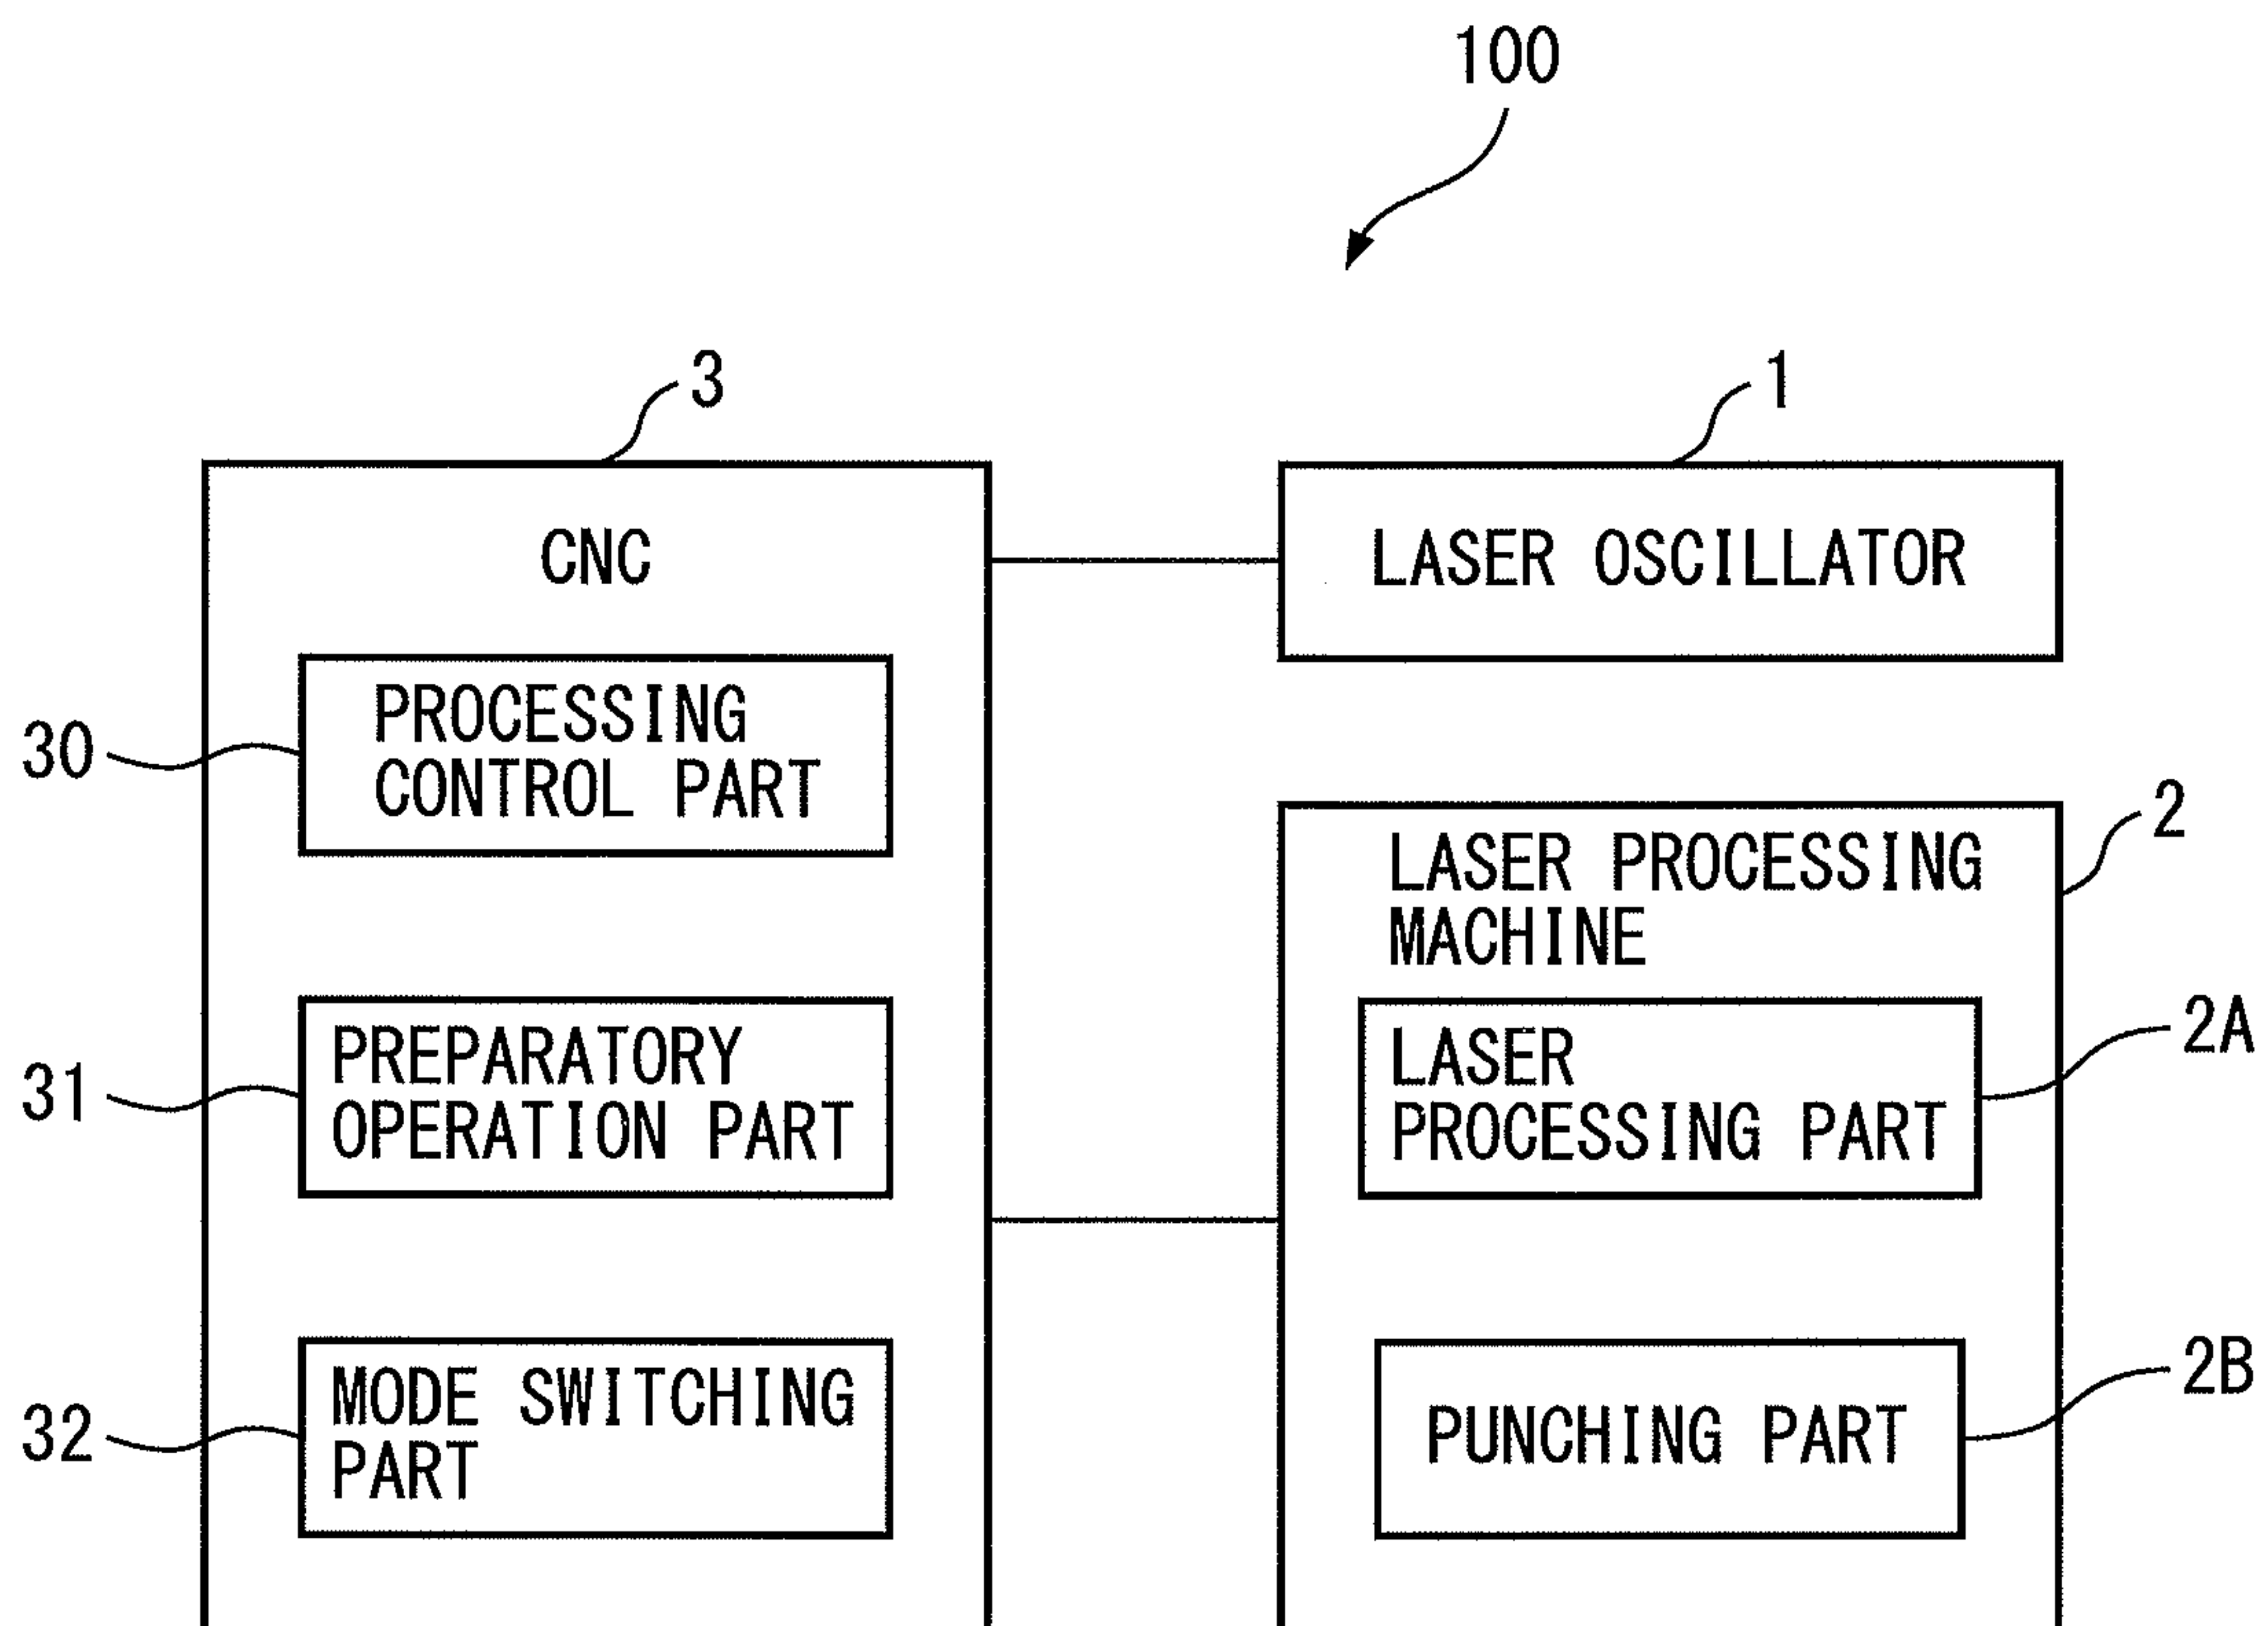 100
3
1
CNC
LASER OSCILLATOR
30
PROCESSING
CONTROL PART
2
LASER PROCESSING
MACHINE
31
PREPARATORY
OPERATION PART
2A
LASER
PROCESSING PART
32
MODE SWITCHING
PART
2B
PUNCHING PART